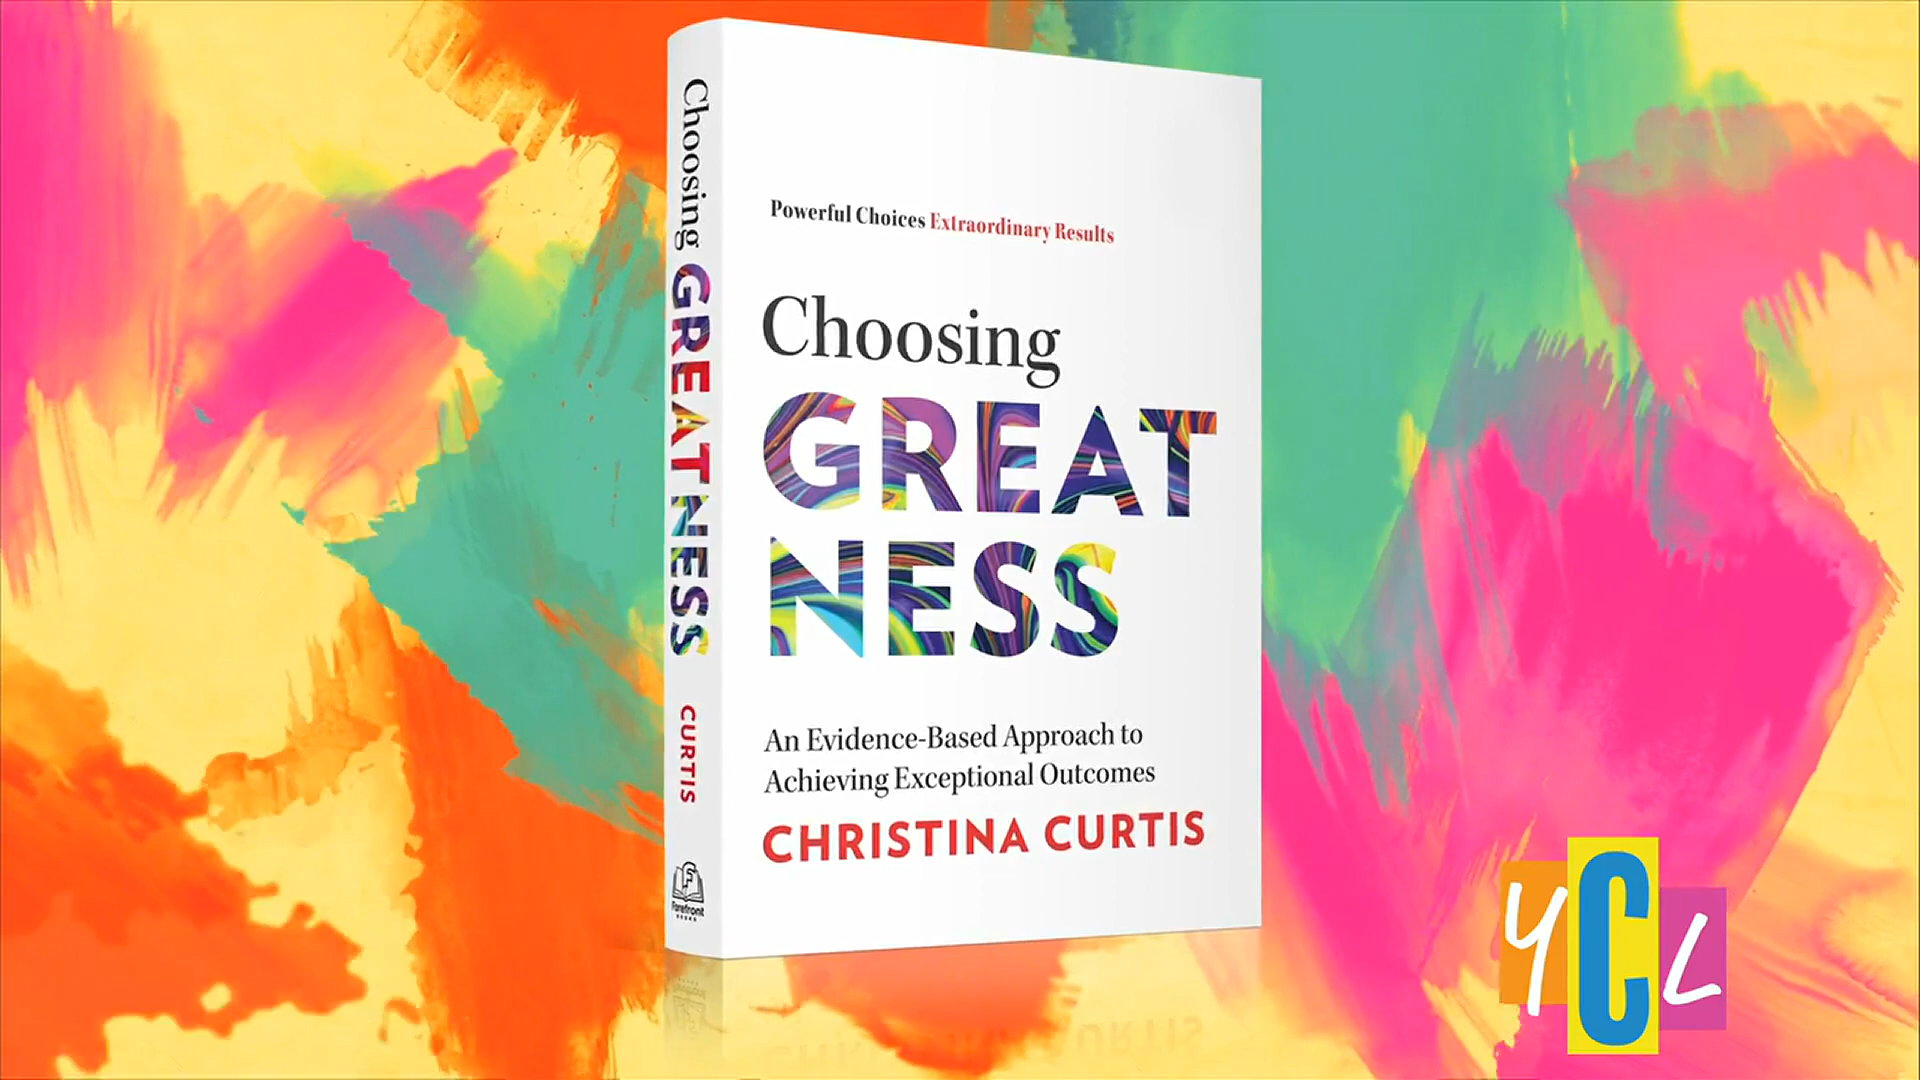 Choosing GREATNESS CURTIS
Forefront
BOOKS
Powerful Choices Extraordinary Results
Choosing
GREAT
NESS
An Evidence-Based Approach to
Achieving Exceptional Outcomes
CHRISTINA CURTIS
YCL